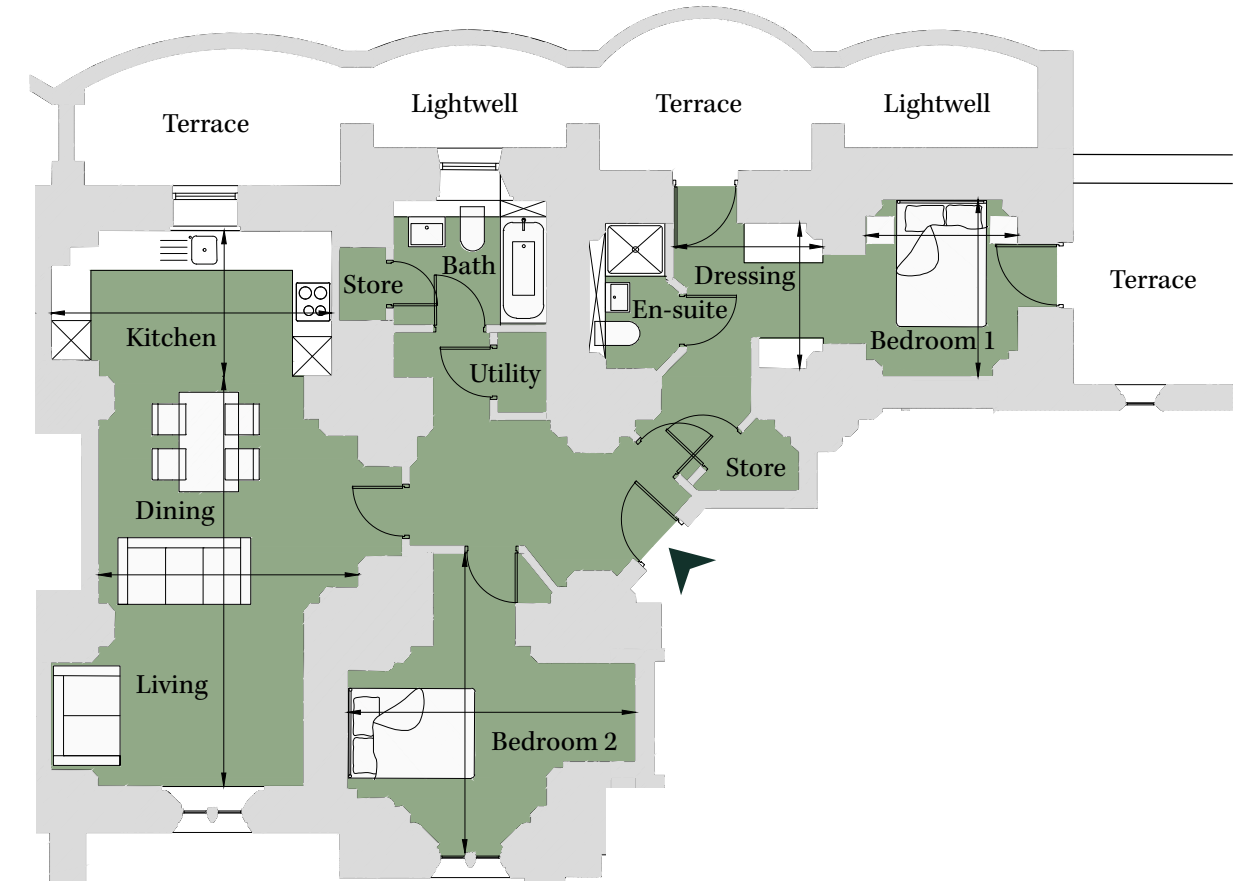 Lightwell
Terrace
Lightwell
Terrace
Bath
Store
Dressing
Terrace
En-suite
Kitchen
Bedroom 1
Utility
Store
Dining
Living
Bedroom 2